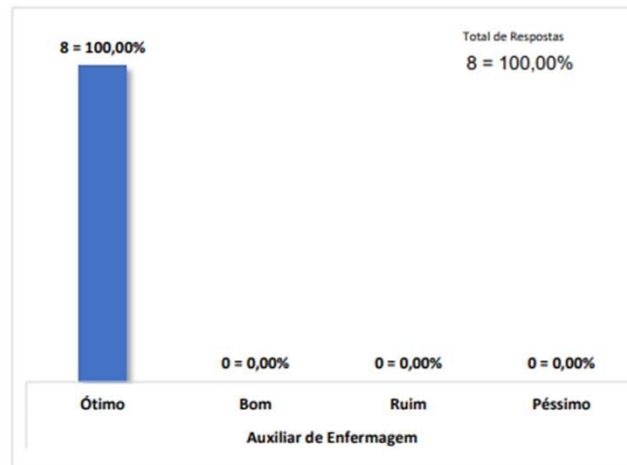 Total de Respostas
8 = 100,00%
8 = 100,00%
0 = 0,00%
0 = 0,00%
0 = 0,00%
Ótimo
Bom
Ruim
Péssimo
Auxiliar de Enfermagem